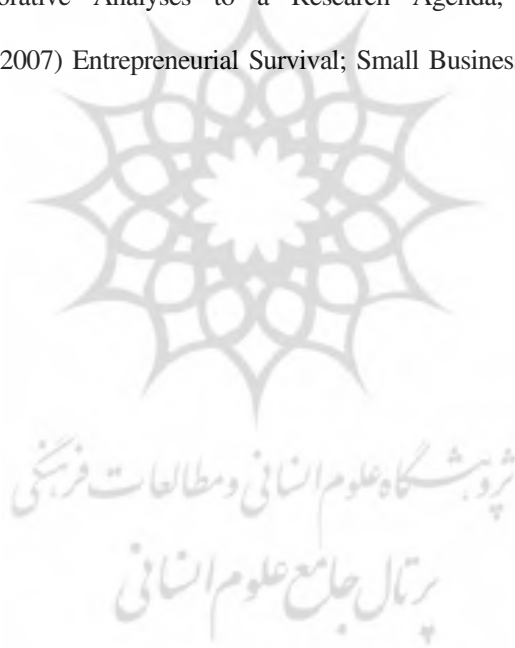 orative Analyses to a Research Agenda;
2007) Entrepreneurial Survival; Small Busines
پژوهشگاه علوم انسانی و مطالعات فرهنگی
پرتال جامع علوم انسانی